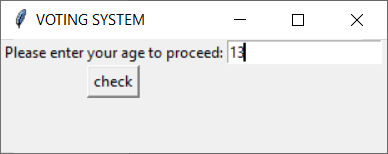 VOTING SYSTEM
Please enter your age to proceed: 13
check